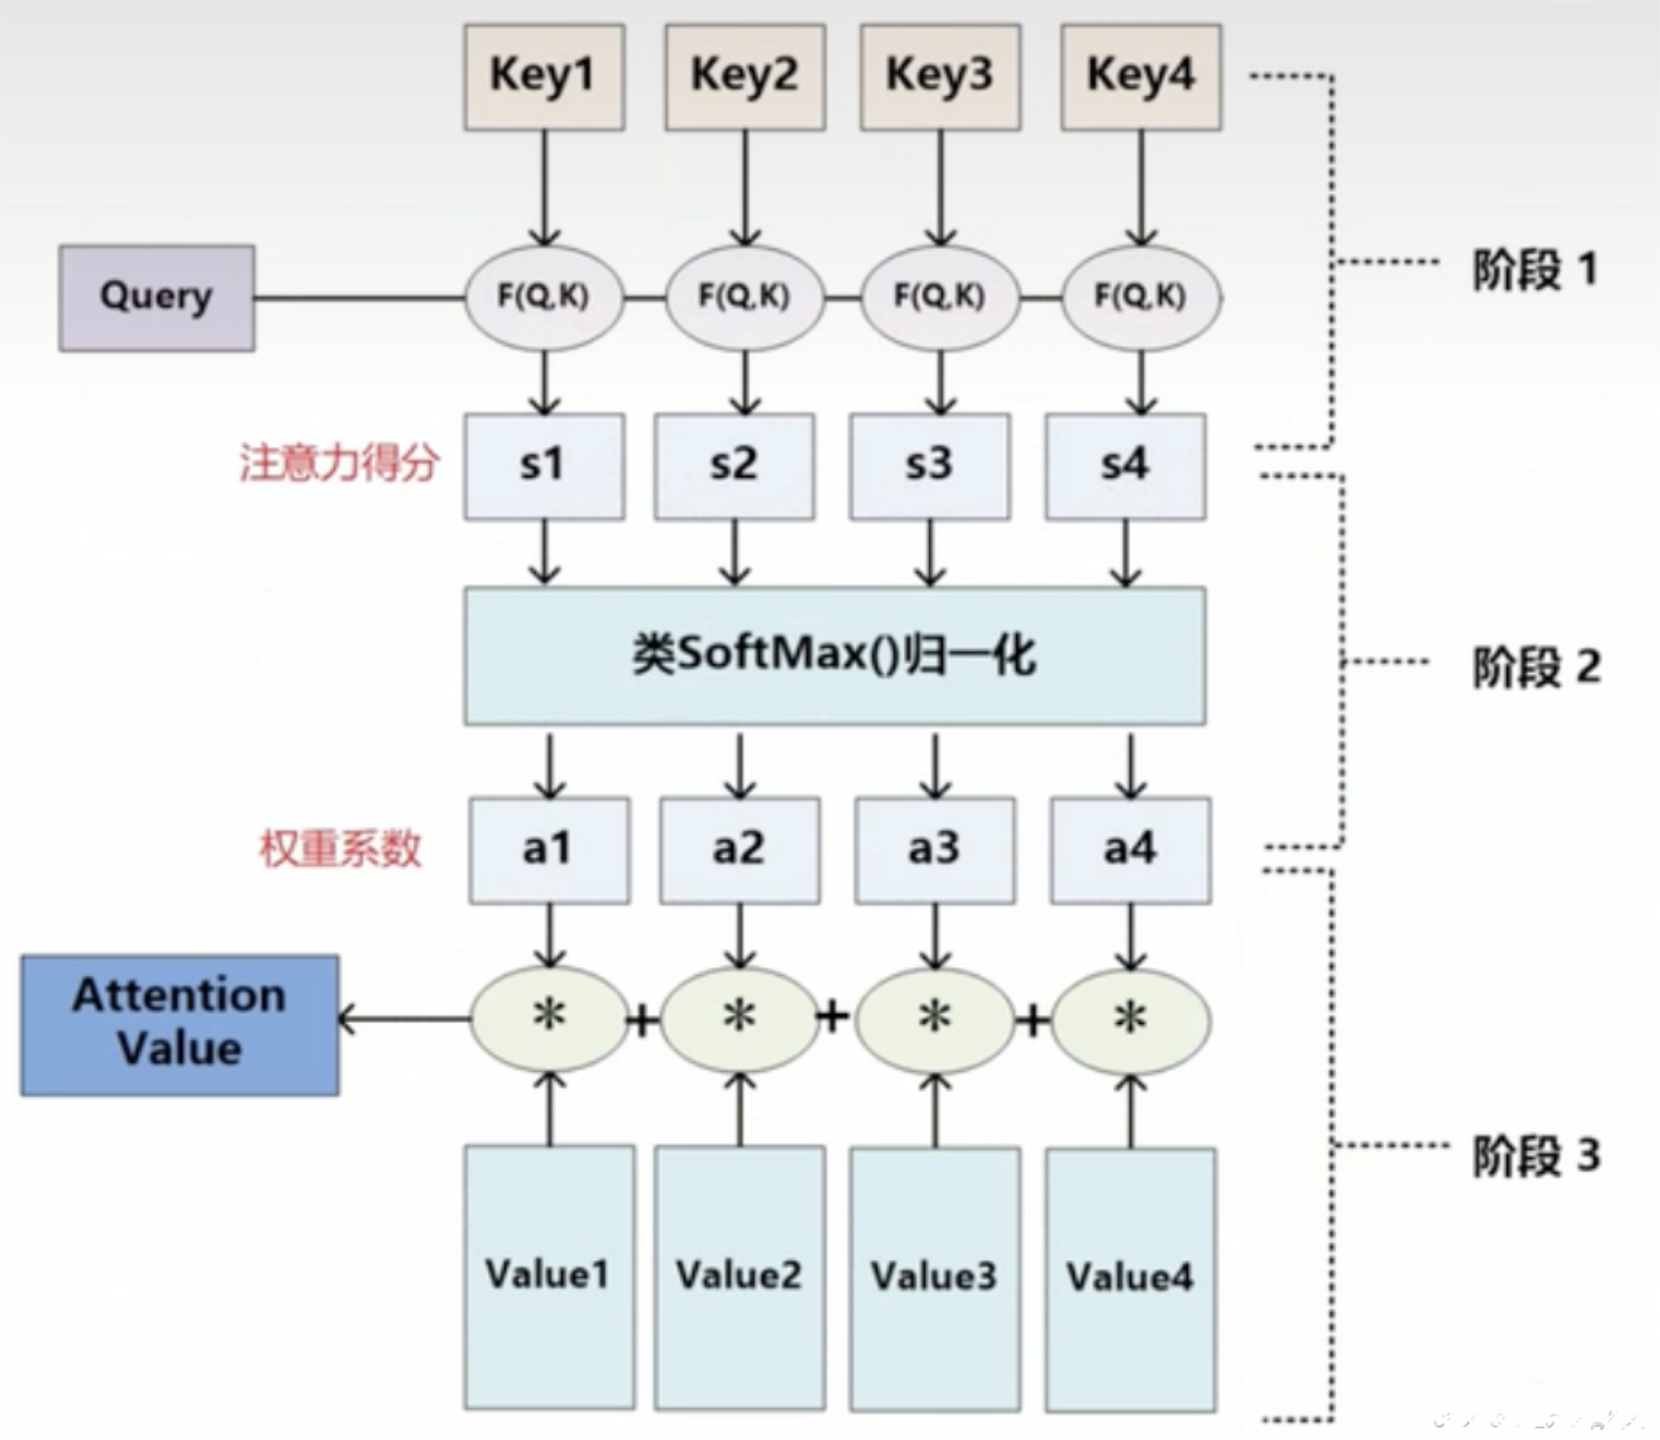 Key1 Key2 Key3 Key4
Query F(Q,K) F(Q,K) F(Q,K) F(Q,K) 阶段 1
注意力得分 s1 s2 s3 s4
类SoftMax()归一化 阶段 2
权重系数 a1 a2 a3 a4
Attention
Value
* + * + * + *
阶段 3
Value1 Value2 Value3 Value4